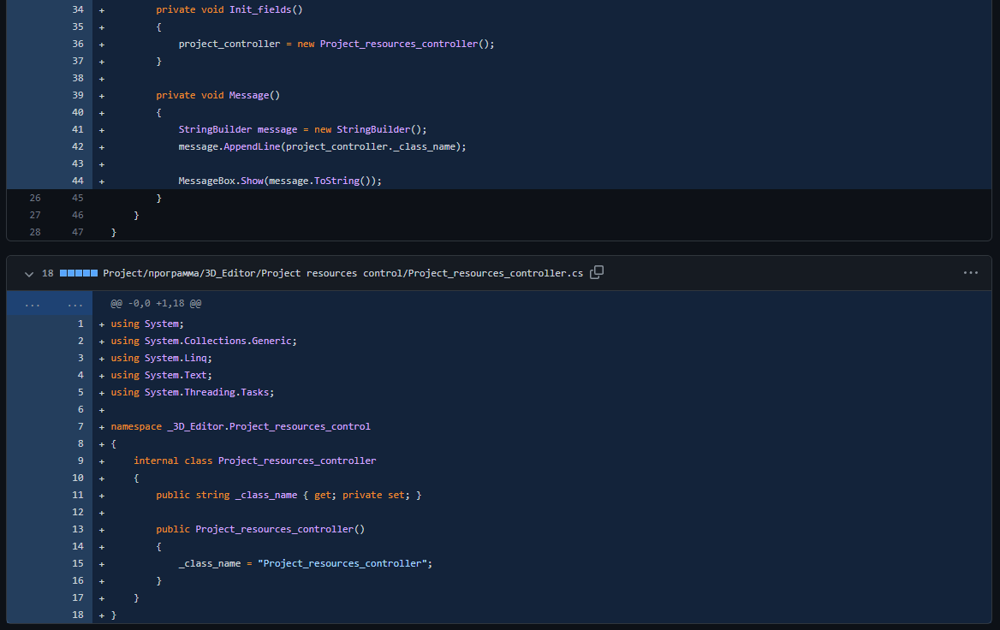 34 + private void Init_fields()
35 + {
36 + project_controller = new Project_resources_controller();
37 + }
38 +
39 + private void Message()
40 + {
41 + StringBuilder message = new StringBuilder();
42 + message.AppendLine(project_controller._class_name);
43 +
44 + MessageBox.Show(message.ToString());
26 45 }
27 46 }
28 47 }
18 Project/программа/3D_Editor/Project resources control/Project_resources_controller.cs
... ... @@ -0,0 +1,18 @@
1 + using System;
2 + using System.Collections.Generic;
3 + using System.Linq;
4 + using System.Text;
5 + using System.Threading.Tasks;
6 +
7 + namespace _3D_Editor.Project_resources_control
8 + {
9 + internal class Project_resources_controller
10 + {
11 + public string _class_name { get; private set; }
12 +
13 + public Project_resources_controller()
14 + {
15 + _class_name = "Project_resources_controller";
16 + }
17 + }
18 + }